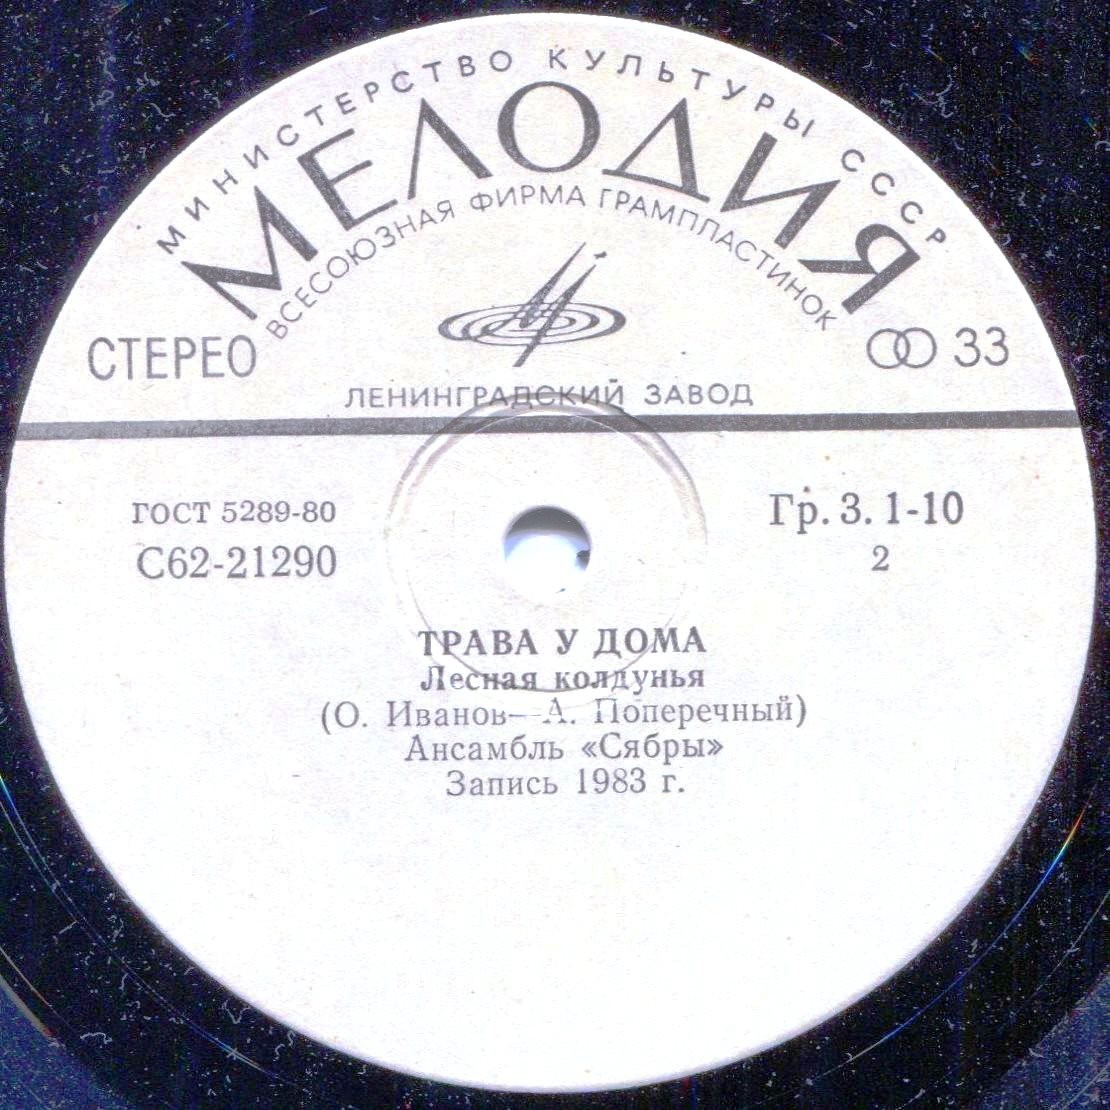 МИНИСТЕРСТВО КУЛЬТУРЫ СССР
МЕЛОДИЯ
ВСЕСОЮЗНАЯ ФИРМА ГРАМПЛАСТИНОК
СТЕРЕО
33
ЛЕНИНГРАДСКИЙ ЗАВОД
ГОСТ 5289-80
Гр. 3. 1-10
С62-21290
2
ТРАВА У ДОМА
Лесная колдунья
(О. Иванов—А. Поперечный)
Ансамбль «Сябры»
Запись 1983 г.